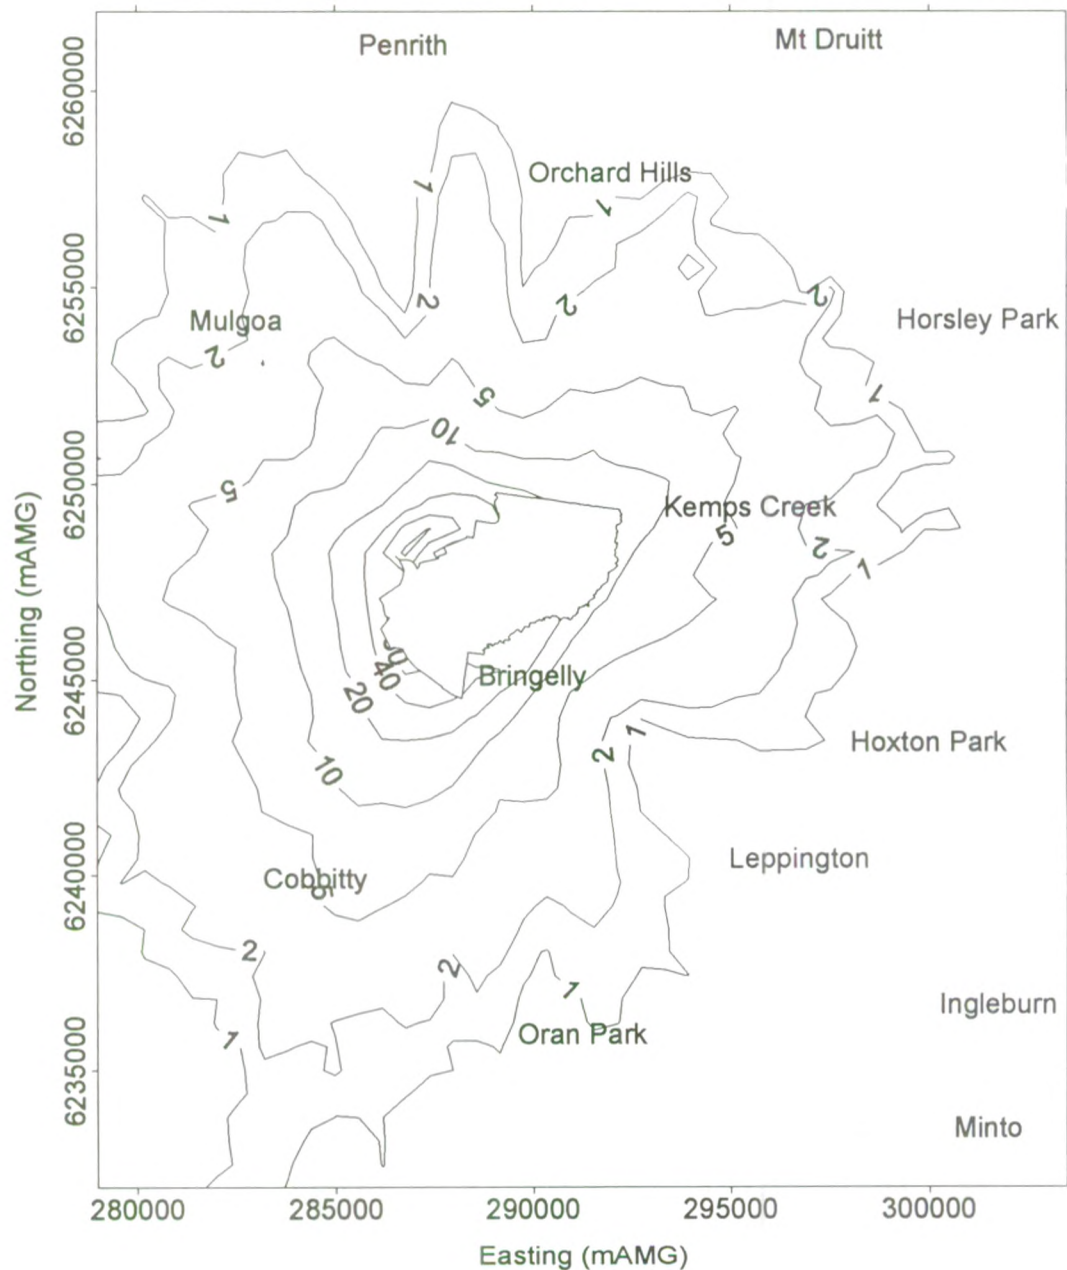 Penrith
Mt Druitt
6260000
Orchard Hills
1
1
1
6255000
2
2
2
Mulgoa
Horsley Park
2
5
1
10
6250000
5
Kemps Creek
5
2
1
Northing (mAMG)
6245000
40
Bringelly
20
2
1
Hoxton Park
10
Leppington
6240000
Cobbitty
5
2
2
1
Ingleburn
1
Oran Park
6235000
Minto
280000
285000
290000
295000
300000
Easting (mAMG)